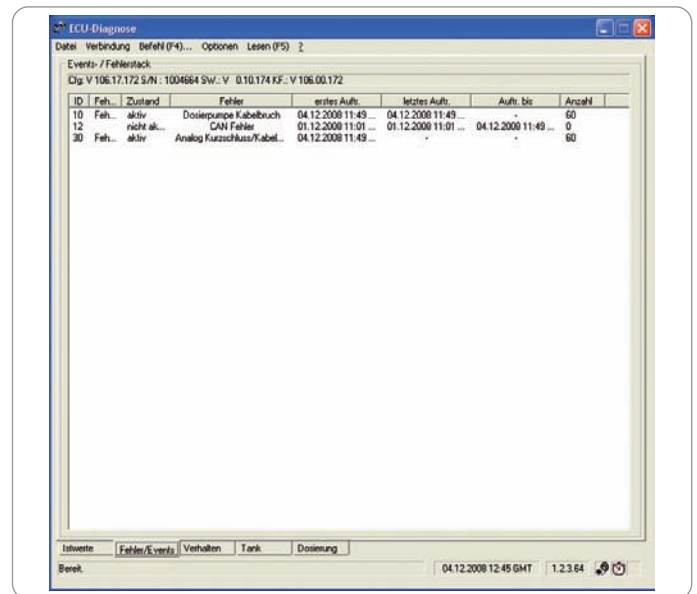 ECU-Diagnose
Datei Verbindung Befehl (F4)... Optionen Lesen (F5) ?
Events- / Fehlerstack
Cfg: V 106.17.172 S/N : 1004664 SW.: V 0.10.174 KF.: V 106.00.172
ID Feh... Zustand Fehler erstes Auftr. letztes Auftr. Auftr. bis Anzahl
10 Feh... aktiv Dosierpumpe Kabelbruch 04.12.2008 11:49 ... 04.12.2008 11:49 ... - 60
12 nicht ak... CAN Fehler 01.12.2008 11:01 ... 01.12.2008 11:01 ... 04.12.2008 11:49 ... 0
30 Feh... aktiv Analog Kurzschluss/Kabel... 04.12.2008 11:49 ... - - 60
Istwerte Fehler/Events Verhalten Tank Dosierung
Bereit. 04.12.2008 12:45 GMT 1.2.3.64